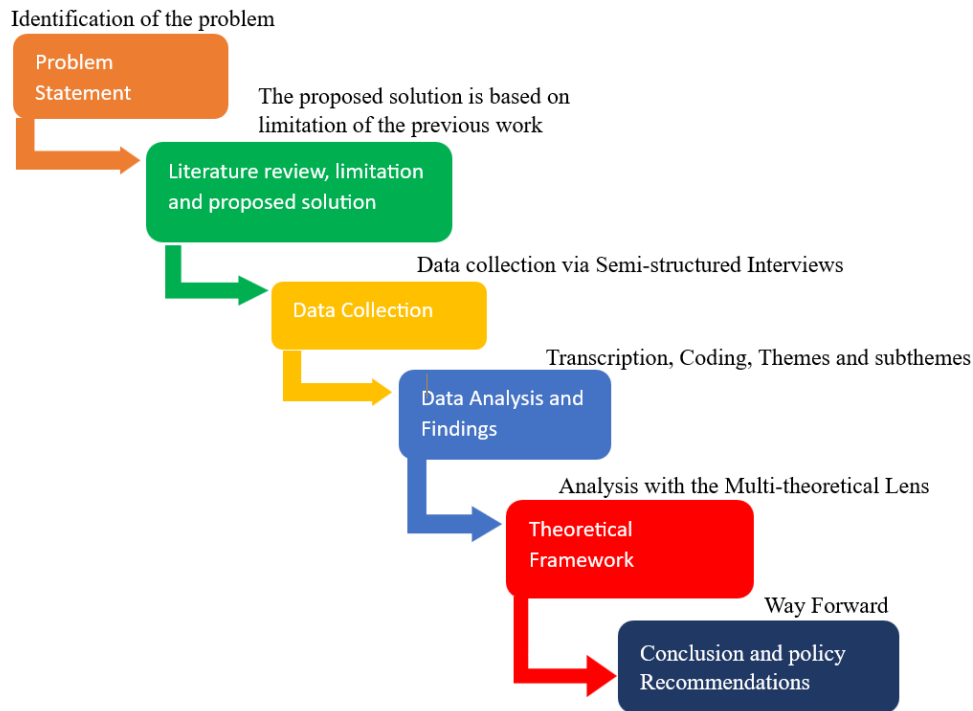 Identification of the problem
Problem
Statement
The proposed solution is based on
limitation of the previous work
Literature review, limitation
and proposed solution
Data collection via Semi-structured Interviews
Data Collection
Transcription, Coding, Themes and subthemes
Data Analysis and
Findings
Analysis with the Multi-theoretical Lens
Theoretical
Framework
Way Forward
Conclusion and policy
Recommendations